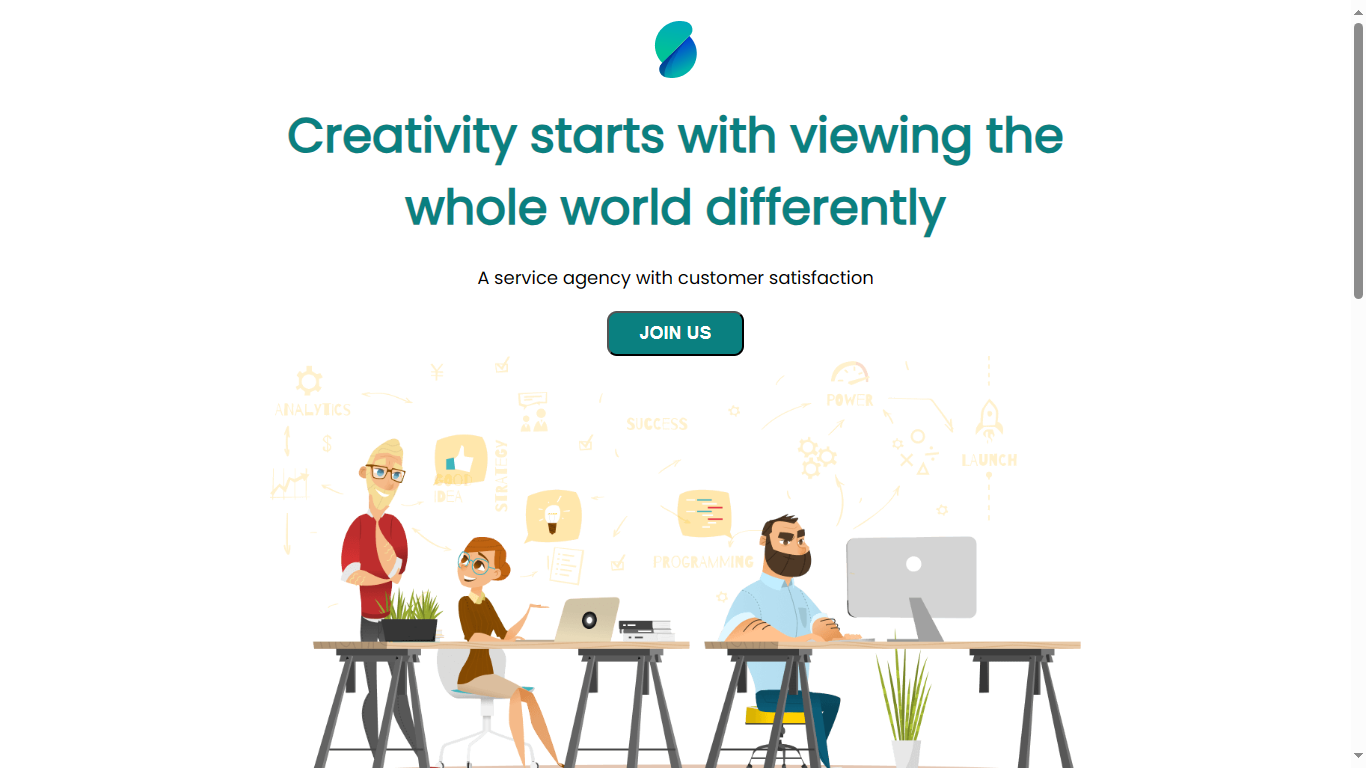 Creativity starts with viewing the
whole world differently
A service agency with customer satisfaction
JOIN US
ANALYTICS
¥
$
SUCCESS
POWER
STRATEGY
GOOD
IDEA
LAUNCH
PROGRAMMING